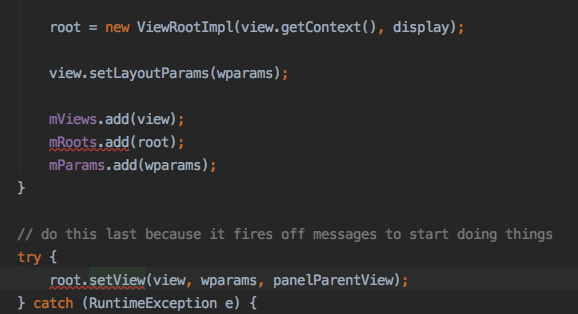 root = new ViewRootImpl(view.getContext(), display);
view.setLayoutParams(wparams);
mViews.add(view);
mRoots.add(root);
mParams.add(wparams);
}
// do this last because it fires off messages to start doing things
try {
root.setView(view, wparams, panelParentView);
} catch (RuntimeException e) {